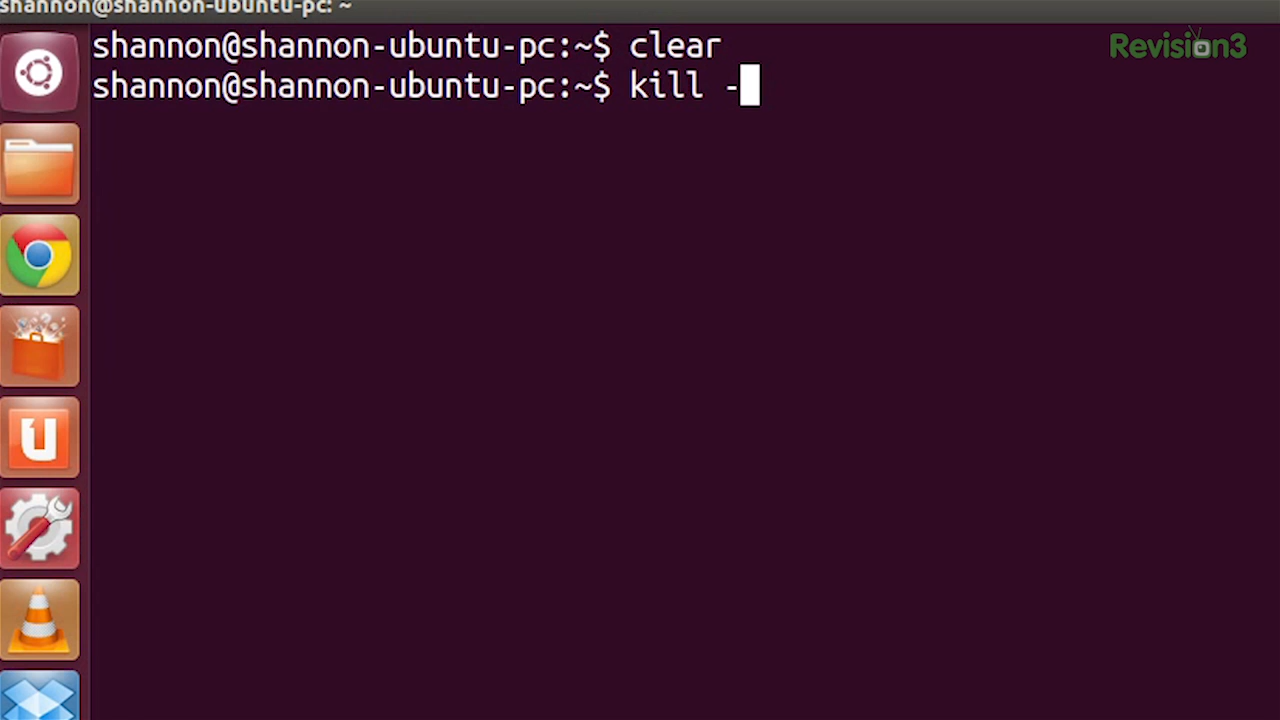 shannon@shannon-ubuntu-pc: ~
shannon@shannon-ubuntu-pc:~$ clear
shannon@shannon-ubuntu-pc:~$ kill -
Revision3
U